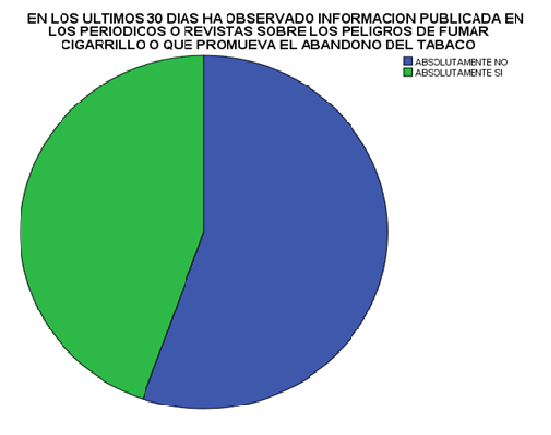 EN LOS ULTIMOS 30 DIAS HA OBSERVADO INFORMACION PUBLICADA EN
LOS PERIODICOS O REVISTAS SOBRE LOS PELIGROS DE FUMAR
CIGARRILLO O QUE PROMUEVA EL ABANDONO DEL TABACO
ABSOLUTAMENTE NO
ABSOLUTAMENTE SI